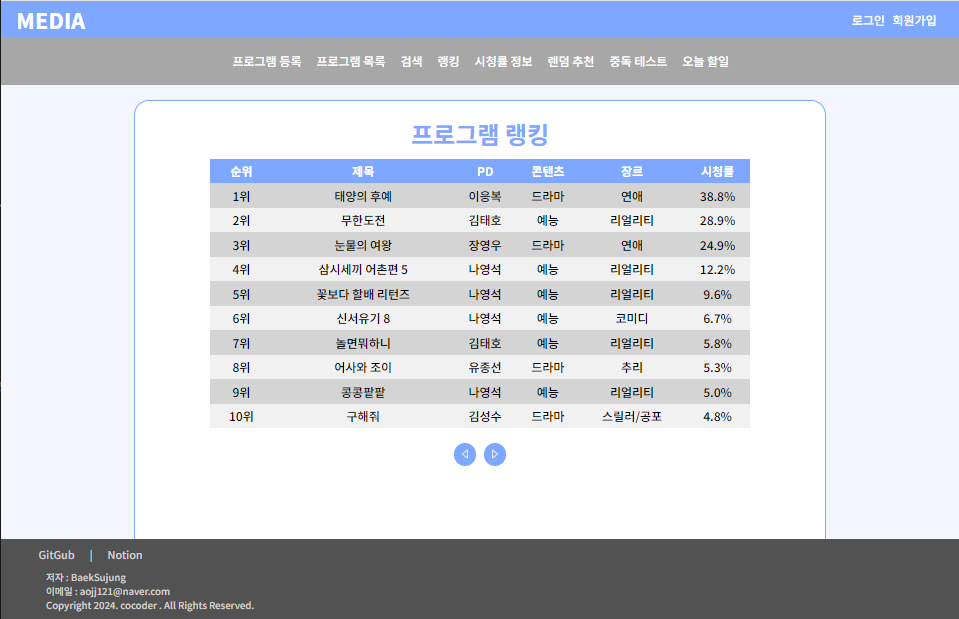 MEDIA
로그인 회원가입
프로그램 등록 프로그램 목록 검색 랭킹 시청률 정보 랜덤 추천 중독 테스트 오늘 할일
프로그램 랭킹
순위 제목 PD 콘텐츠 장르 시청률
1위 태양의 후예 이응복 드라마 연애 38.8%
2위 무한도전 김태호 예능 리얼리티 28.9%
3위 눈물의 여왕 장영우 드라마 연애 24.9%
4위 삼시세끼 어촌편 5 나영석 예능 리얼리티 12.2%
5위 꽃보다 할배 리턴즈 나영석 예능 리얼리티 9.6%
6위 신서유기 8 나영석 예능 코미디 6.7%
7위 놀면뭐하니 김태호 예능 리얼리티 5.8%
8위 어사와 조이 유종선 드라마 추리 5.3%
9위 콩콩팥팥 나영석 예능 리얼리티 5.0%
10위 구해줘 김성수 드라마 스릴러/공포 4.8%
GitGub | Notion
저자 : BaekSujung
이메일 : aojj121@naver.com
Copyright 2024. cocoder . All Rights Reserved.